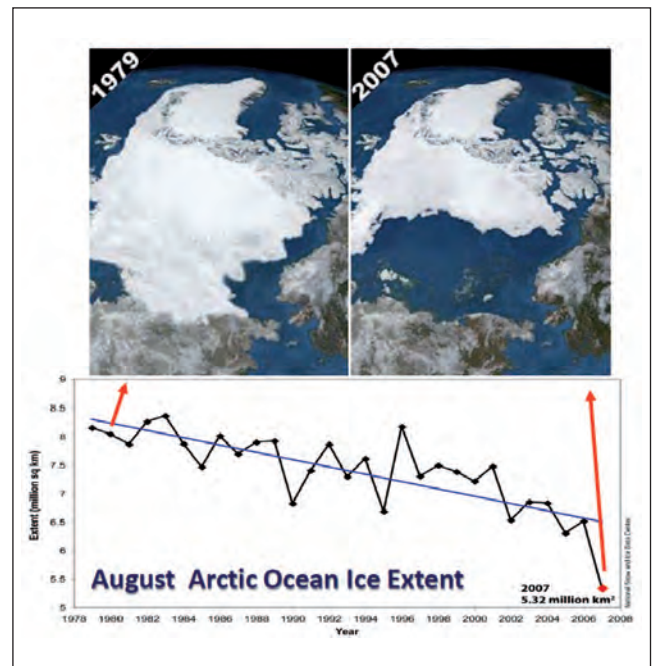 1979
2007
9
8.5
8
7.5
7
6.5
6
5.5
5
Extent (million sq km)
August Arctic Ocean Ice Extent
2007
5.32 million km²
National Snow and Ice Data Center
1978 1980 1982 1984 1986 1988 1990 1992 1994 1996 1998 2000 2002 2004 2006 2008
Year